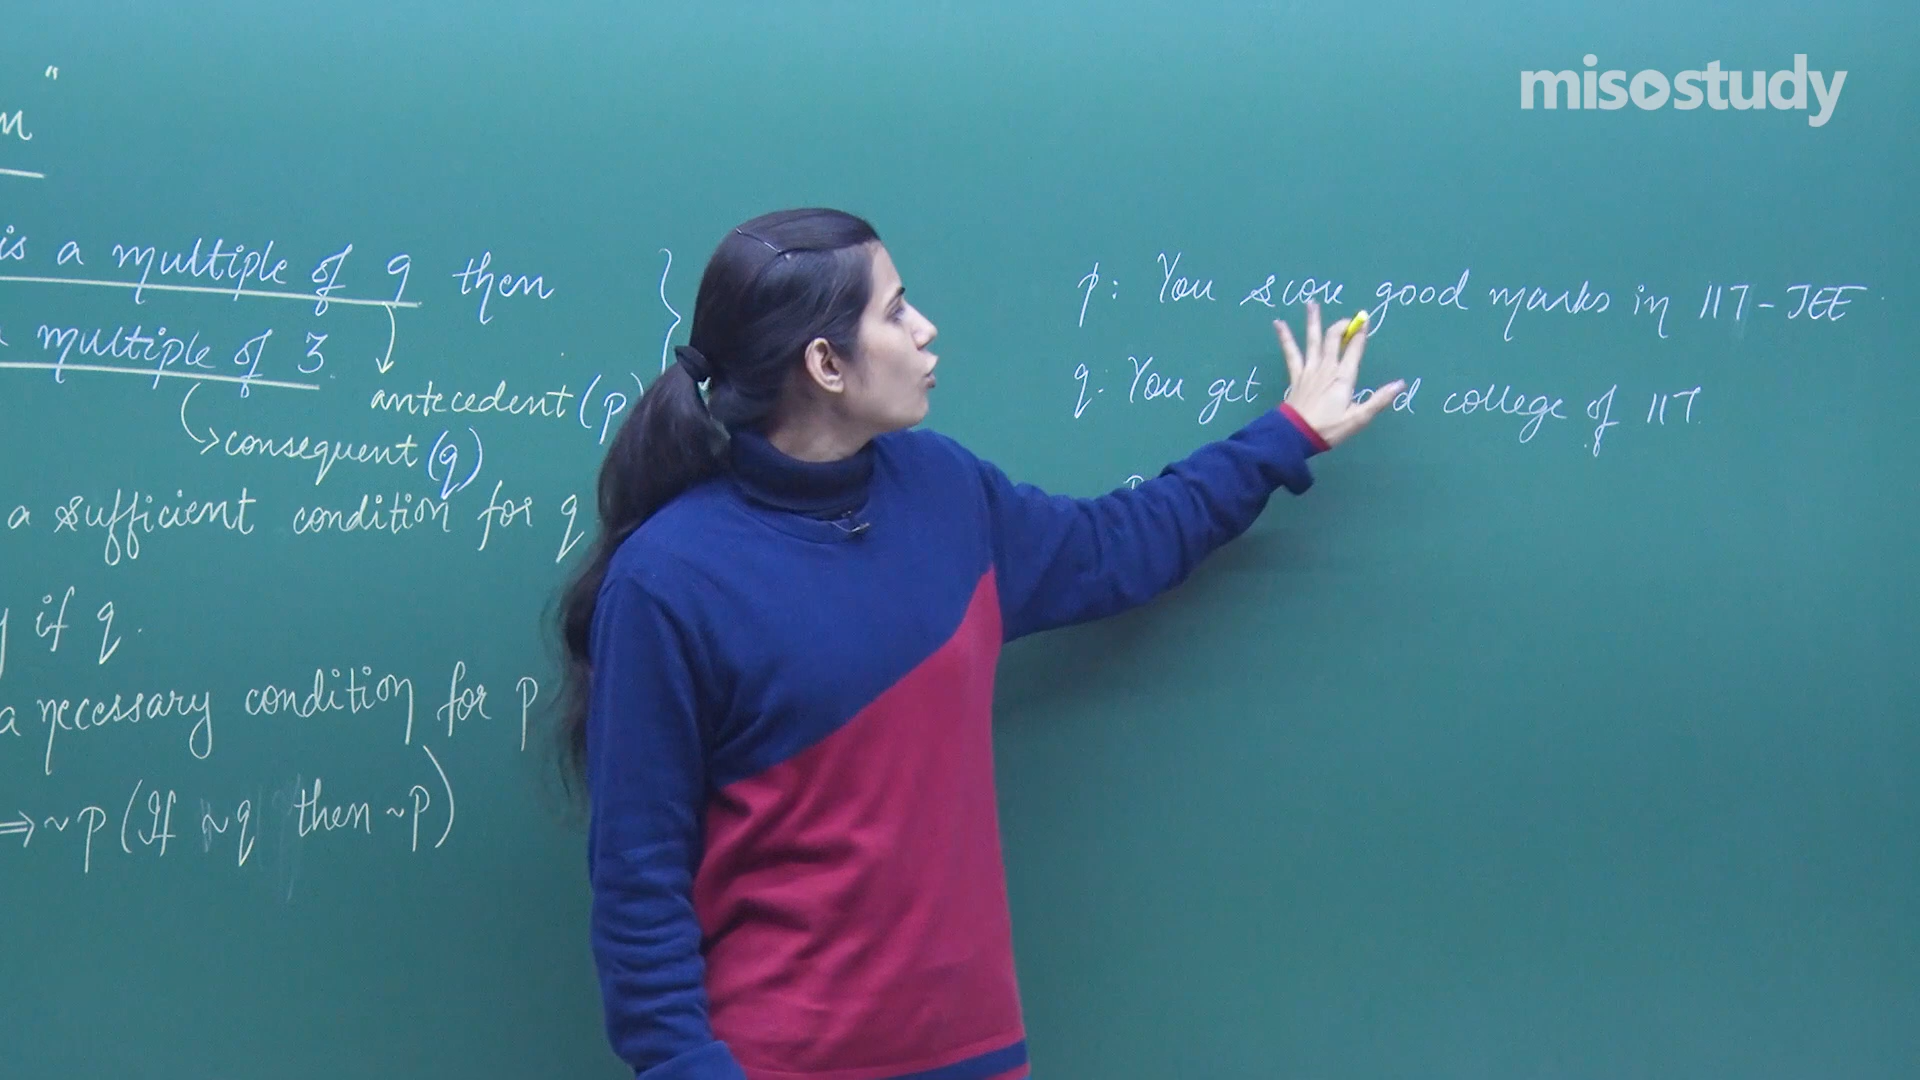 misostudy
"
is a multiple of 9 then
multiple of 3.
antecedent (p)
consequent (q)
a sufficient condition for q
if q.
a necessary condition for p
⇒ ~p (If ~q then ~p)
p: You score good marks in IIT-JEE.
q: You get good college of IIT.